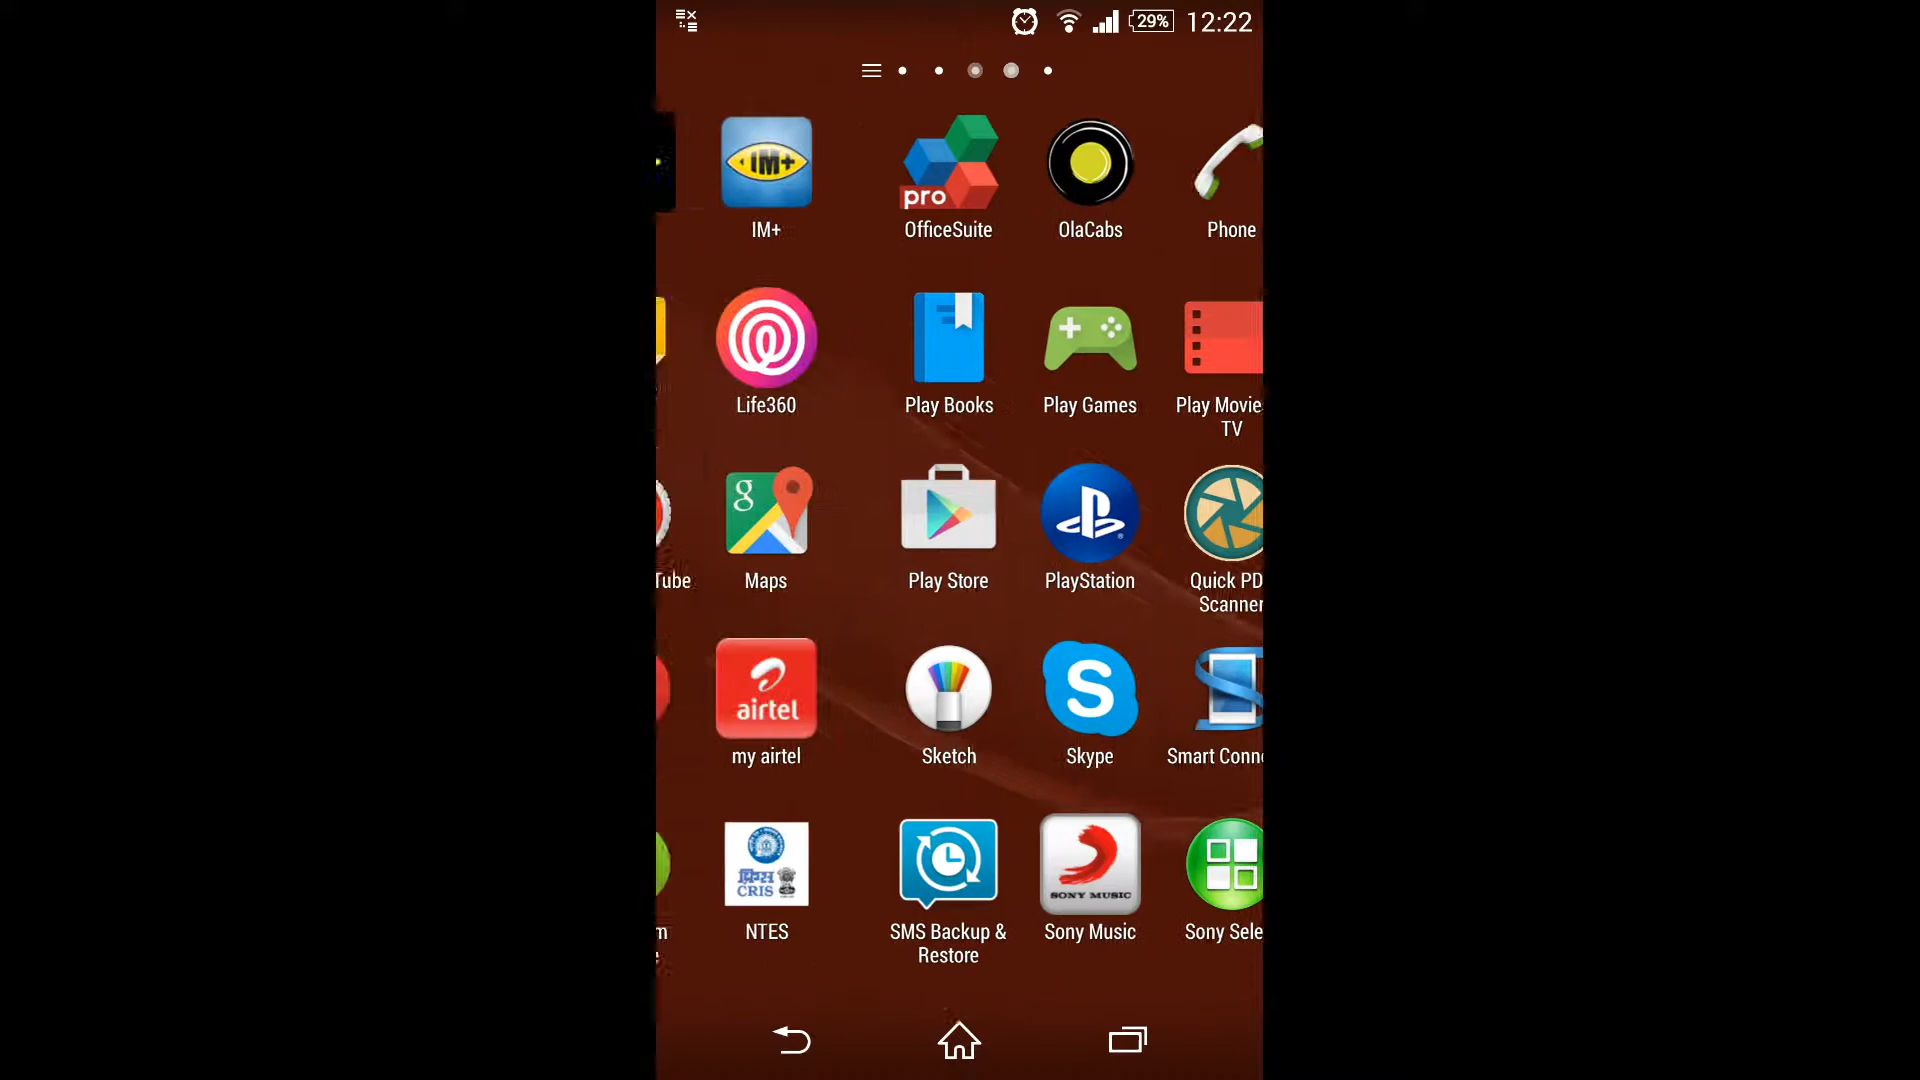 29% 12:22
IM+
pro
IM+ OfficeSuite OlaCabs Phone
Life360 Play Books Play Games Play Movie
TV
g
Tube Maps Play Store PlayStation Quick PD
Scanner
S
airtel
my airtel Sketch Skype Smart Conn
CRIS
SONY MUSIC
m NTES SMS Backup & Sony Music Sony Sele
Restore